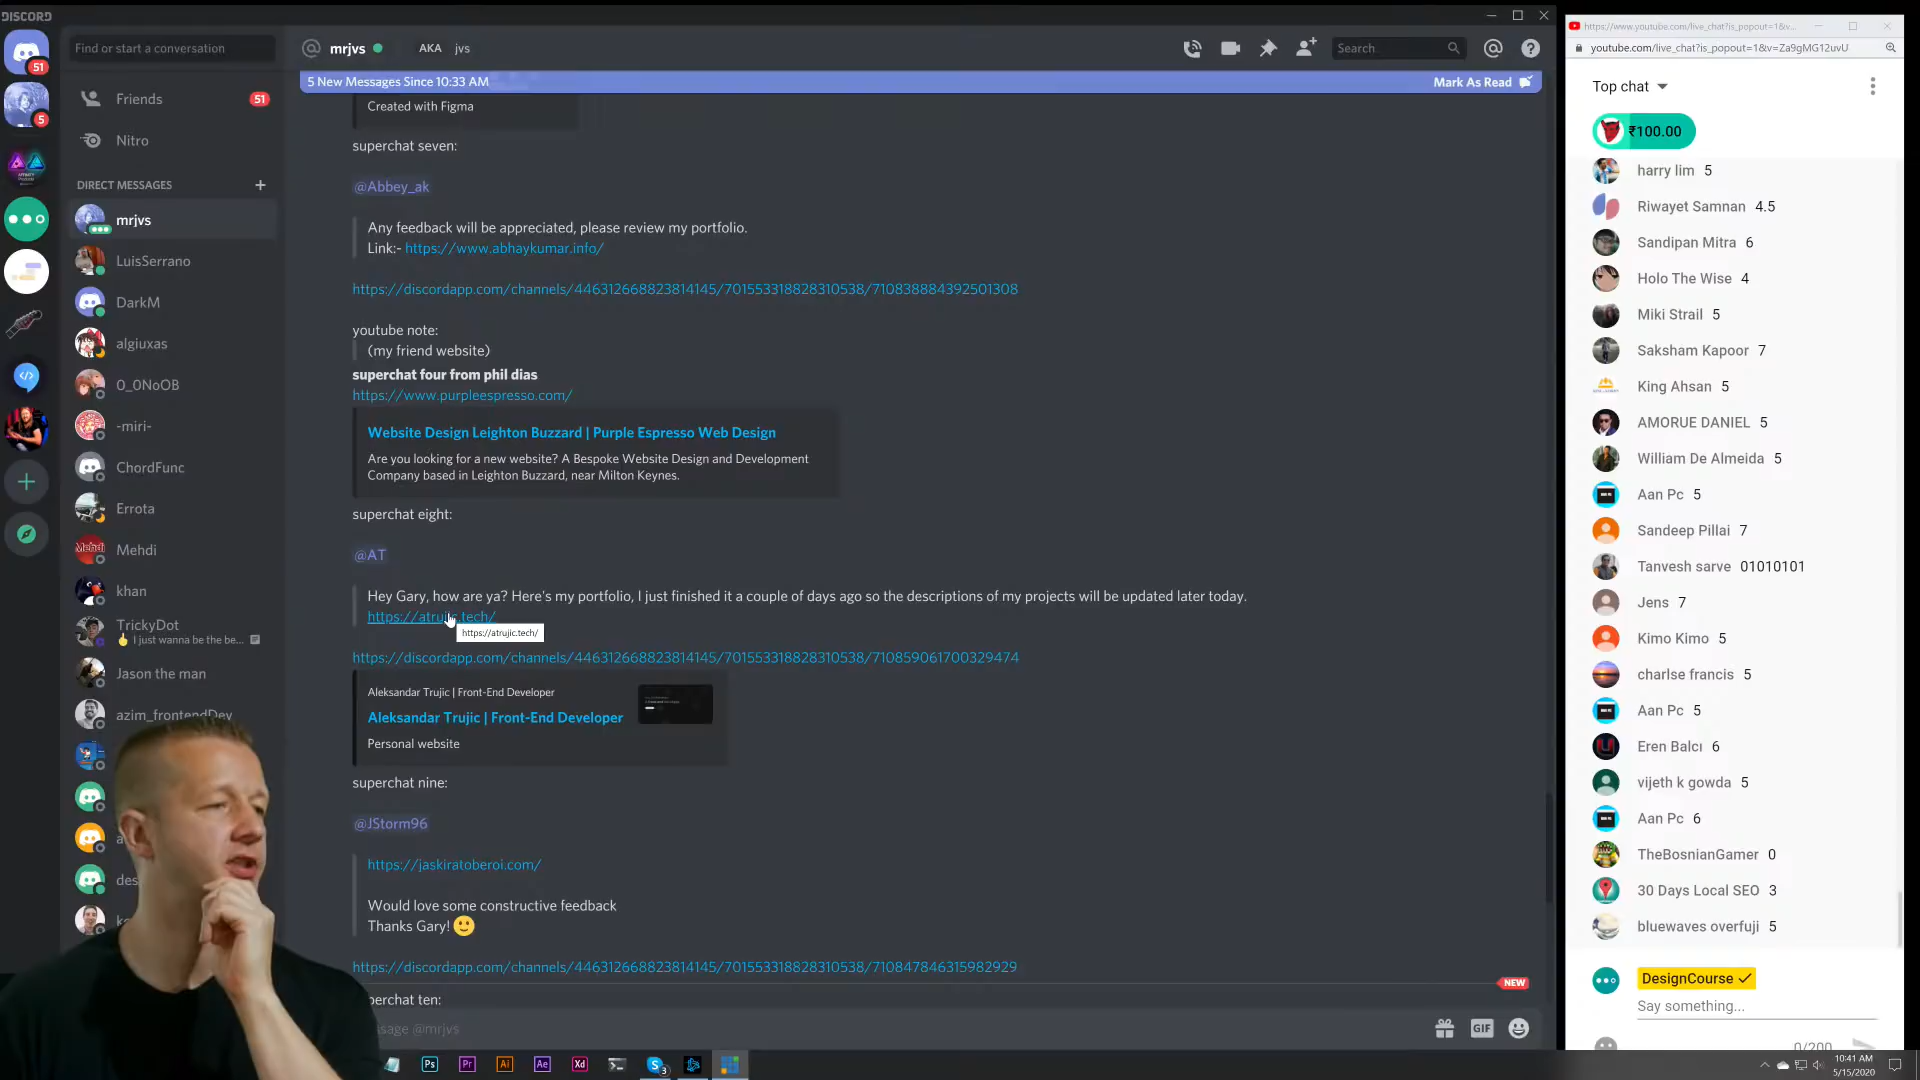 DISCORD
Find or start a conversation
mrjvs
AKA jvs
Search
5 New Messages Since 10:33 AM
Mark As Read
51
5
Friends
51
Nitro
DIRECT MESSAGES
mrjvs
LuisSerrano
DarkM
algiuxas
0_0NoOB
-miri-
ChordFunc
Errota
Mehdi
khan
TrickyDot
I just wanna be the be...
Jason the man
azim_frontendDev
a
des
Created with Figma
superchat seven:
@Abbey_ak
Any feedback will be appreciated, please review my portfolio.
Link:- https://www.abhaykumar.info/
https://discordapp.com/channels/446312668823814145/701553318828310538/710838884392501308
youtube note:
(my friend website)
superchat four from phil dias
https://www.purpleespresso.com/
Website Design Leighton Buzzard | Purple Espresso Web Design
Are you looking for a new website? A Bespoke Website Design and Development
Company based in Leighton Buzzard, near Milton Keynes.
superchat eight:
@AT
Hey Gary, how are ya? Here's my portfolio, I just finished it a couple of days ago so the descriptions of my projects will be updated later today.
https://atrujic.tech/
https://atrujic.tech/
https://discordapp.com/channels/446312668823814145/701553318828310538/710859061700329474
Aleksandar Trujic | Front-End Developer
Aleksandar Trujic | Front-End Developer
Personal website
superchat nine:
@JStorm96
https://jaskiratoberoi.com/
Would love some constructive feedback
Thanks Gary!
https://discordapp.com/channels/446312668823814145/701553318828310538/710847846315982929
NEW
perchat ten:
ssage @mrjvs
GIF
Ps Pr Ai Ae Xd
3
https://www.youtube.com/live_chat?is_popout=1&v...
youtube.com/live_chat?is_popout=1&v=Za9gMG12uvU
Top chat
₹100.00
harry lim 5
Riwayet Samnan 4.5
Sandipan Mitra 6
Holo The Wise 4
Miki Strail 5
Saksham Kapoor 7
King Ahsan 5
AMORUE DANIEL 5
William De Almeida 5
Aan Pc 5
Sandeep Pillai 7
Tanvesh sarve 01010101
Jens 7
Kimo Kimo 5
charlse francis 5
Aan Pc 5
Eren Balcı 6
vijeth k gowda 5
Aan Pc 6
TheBosnianGamer 0
30 Days Local SEO 3
bluewaves overfuji 5
DesignCourse
Say something...
0/200
10:41 AM
5/15/2020